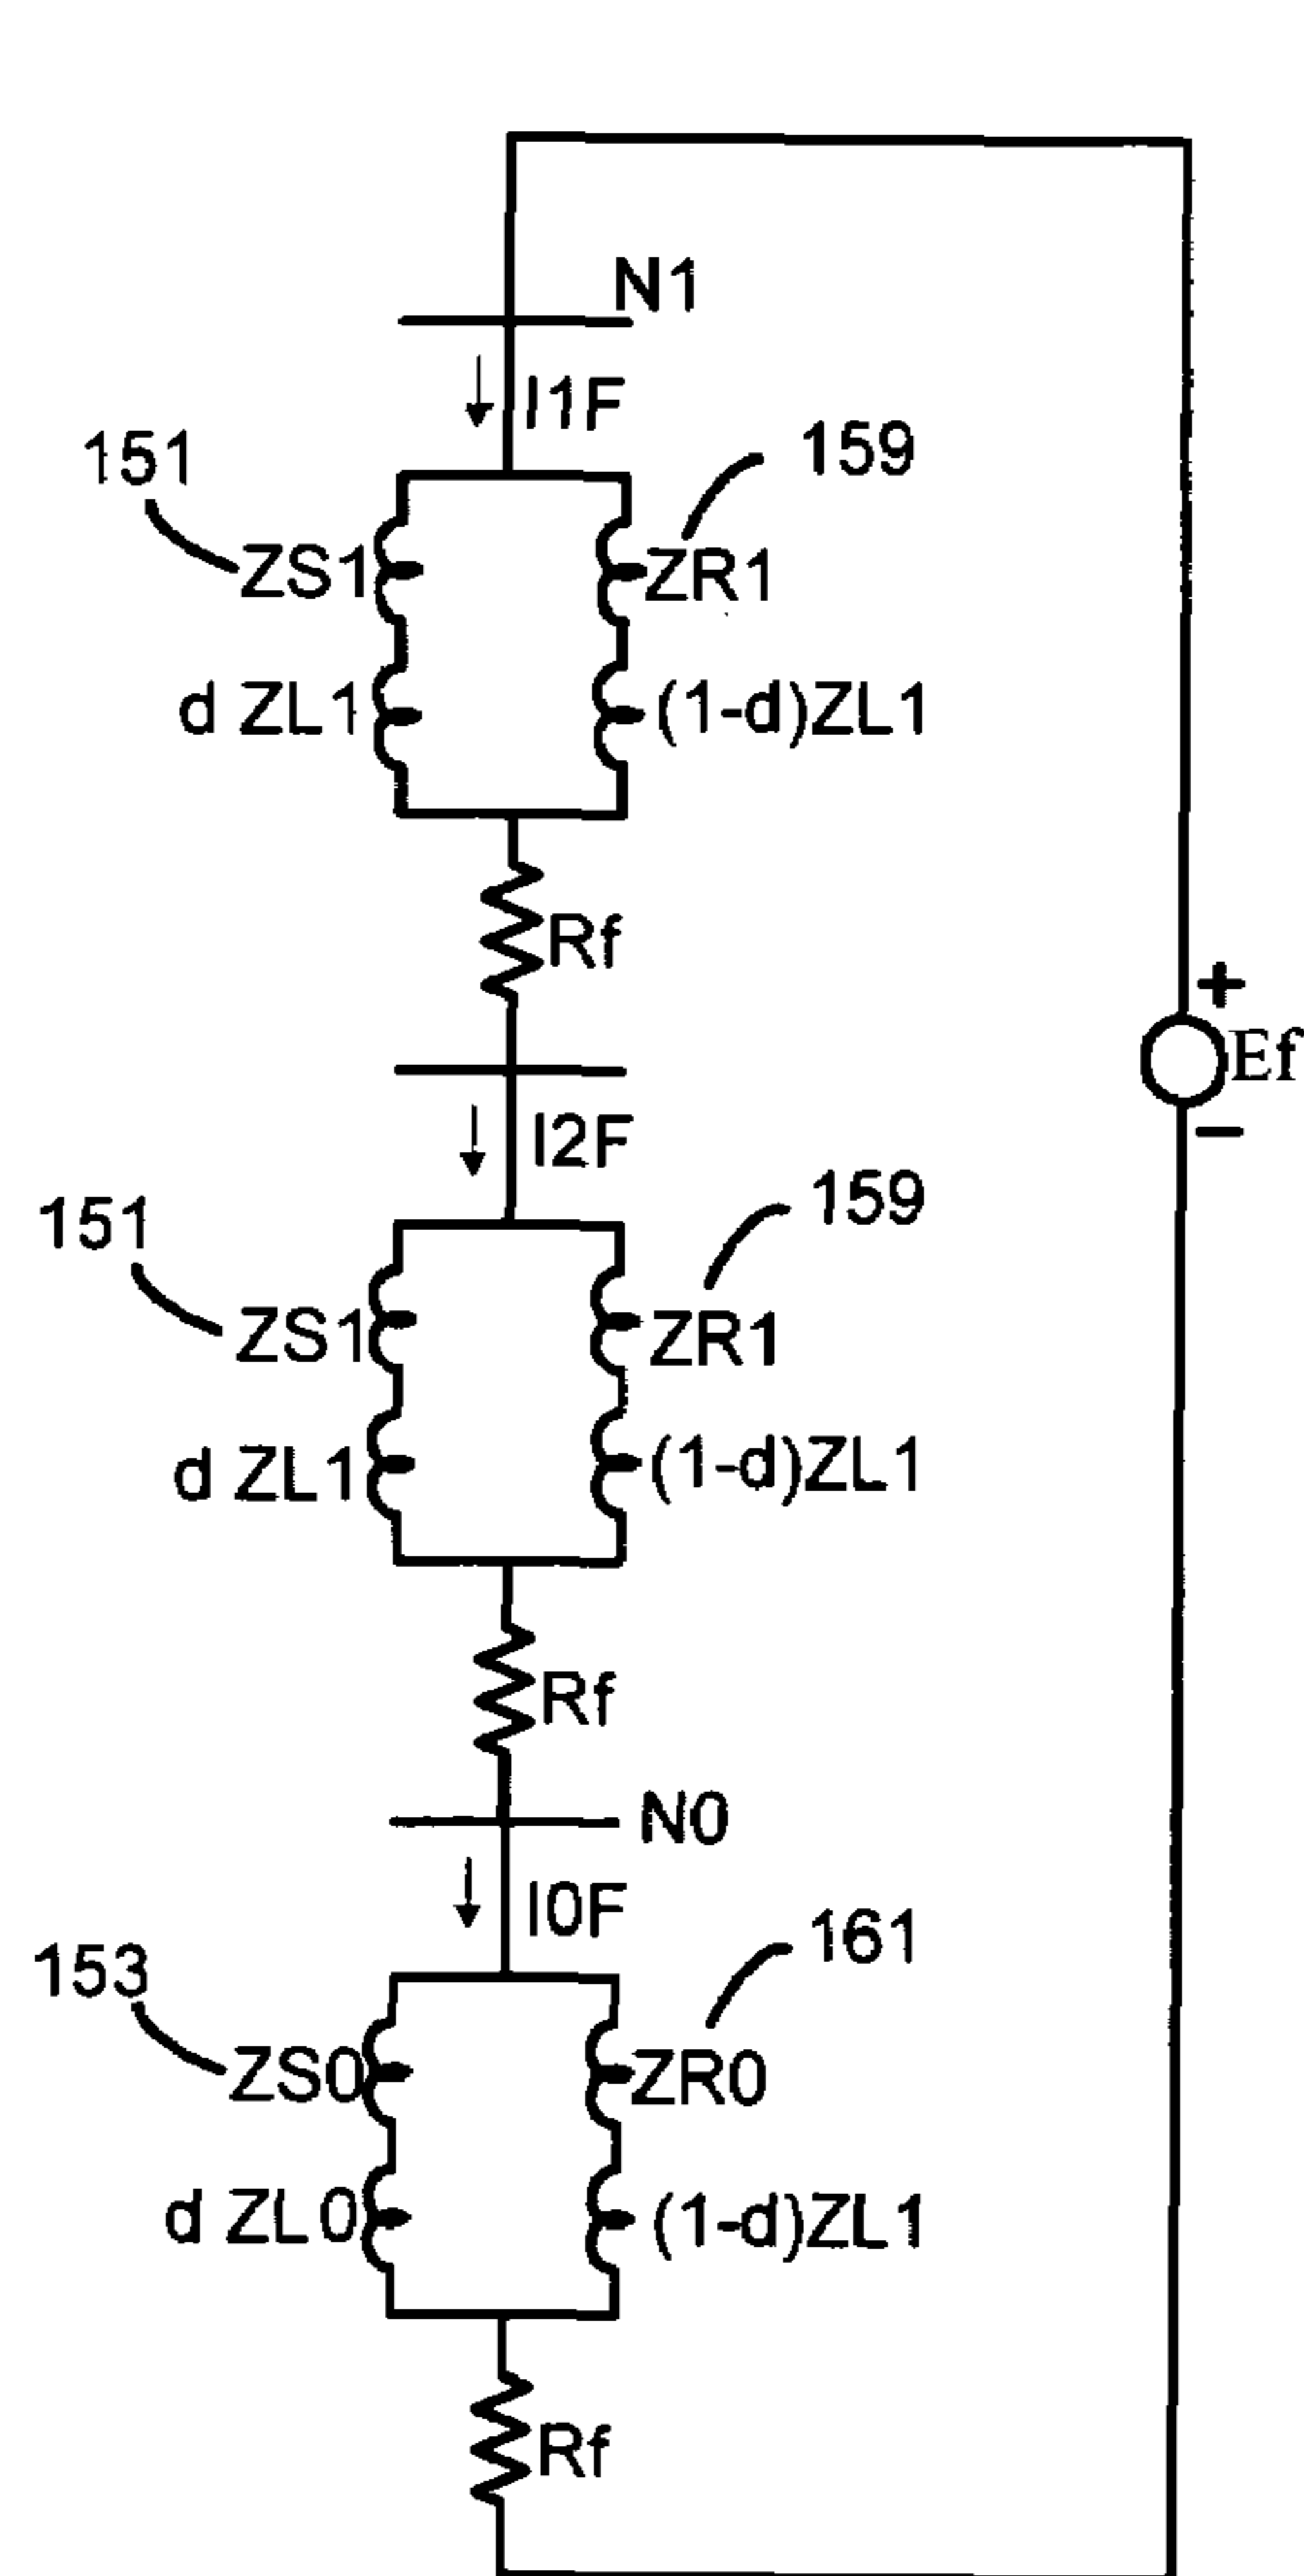 N1
I1F
151
159
ZS1
ZR1
d ZL1
(1-d)ZL1
Rf
+
Ef
−
I2F
151
159
ZS1
ZR1
d ZL1
(1-d)ZL1
Rf
N0
I0F
153
161
ZS0
ZR0
d ZL0
(1-d)ZL1
Rf